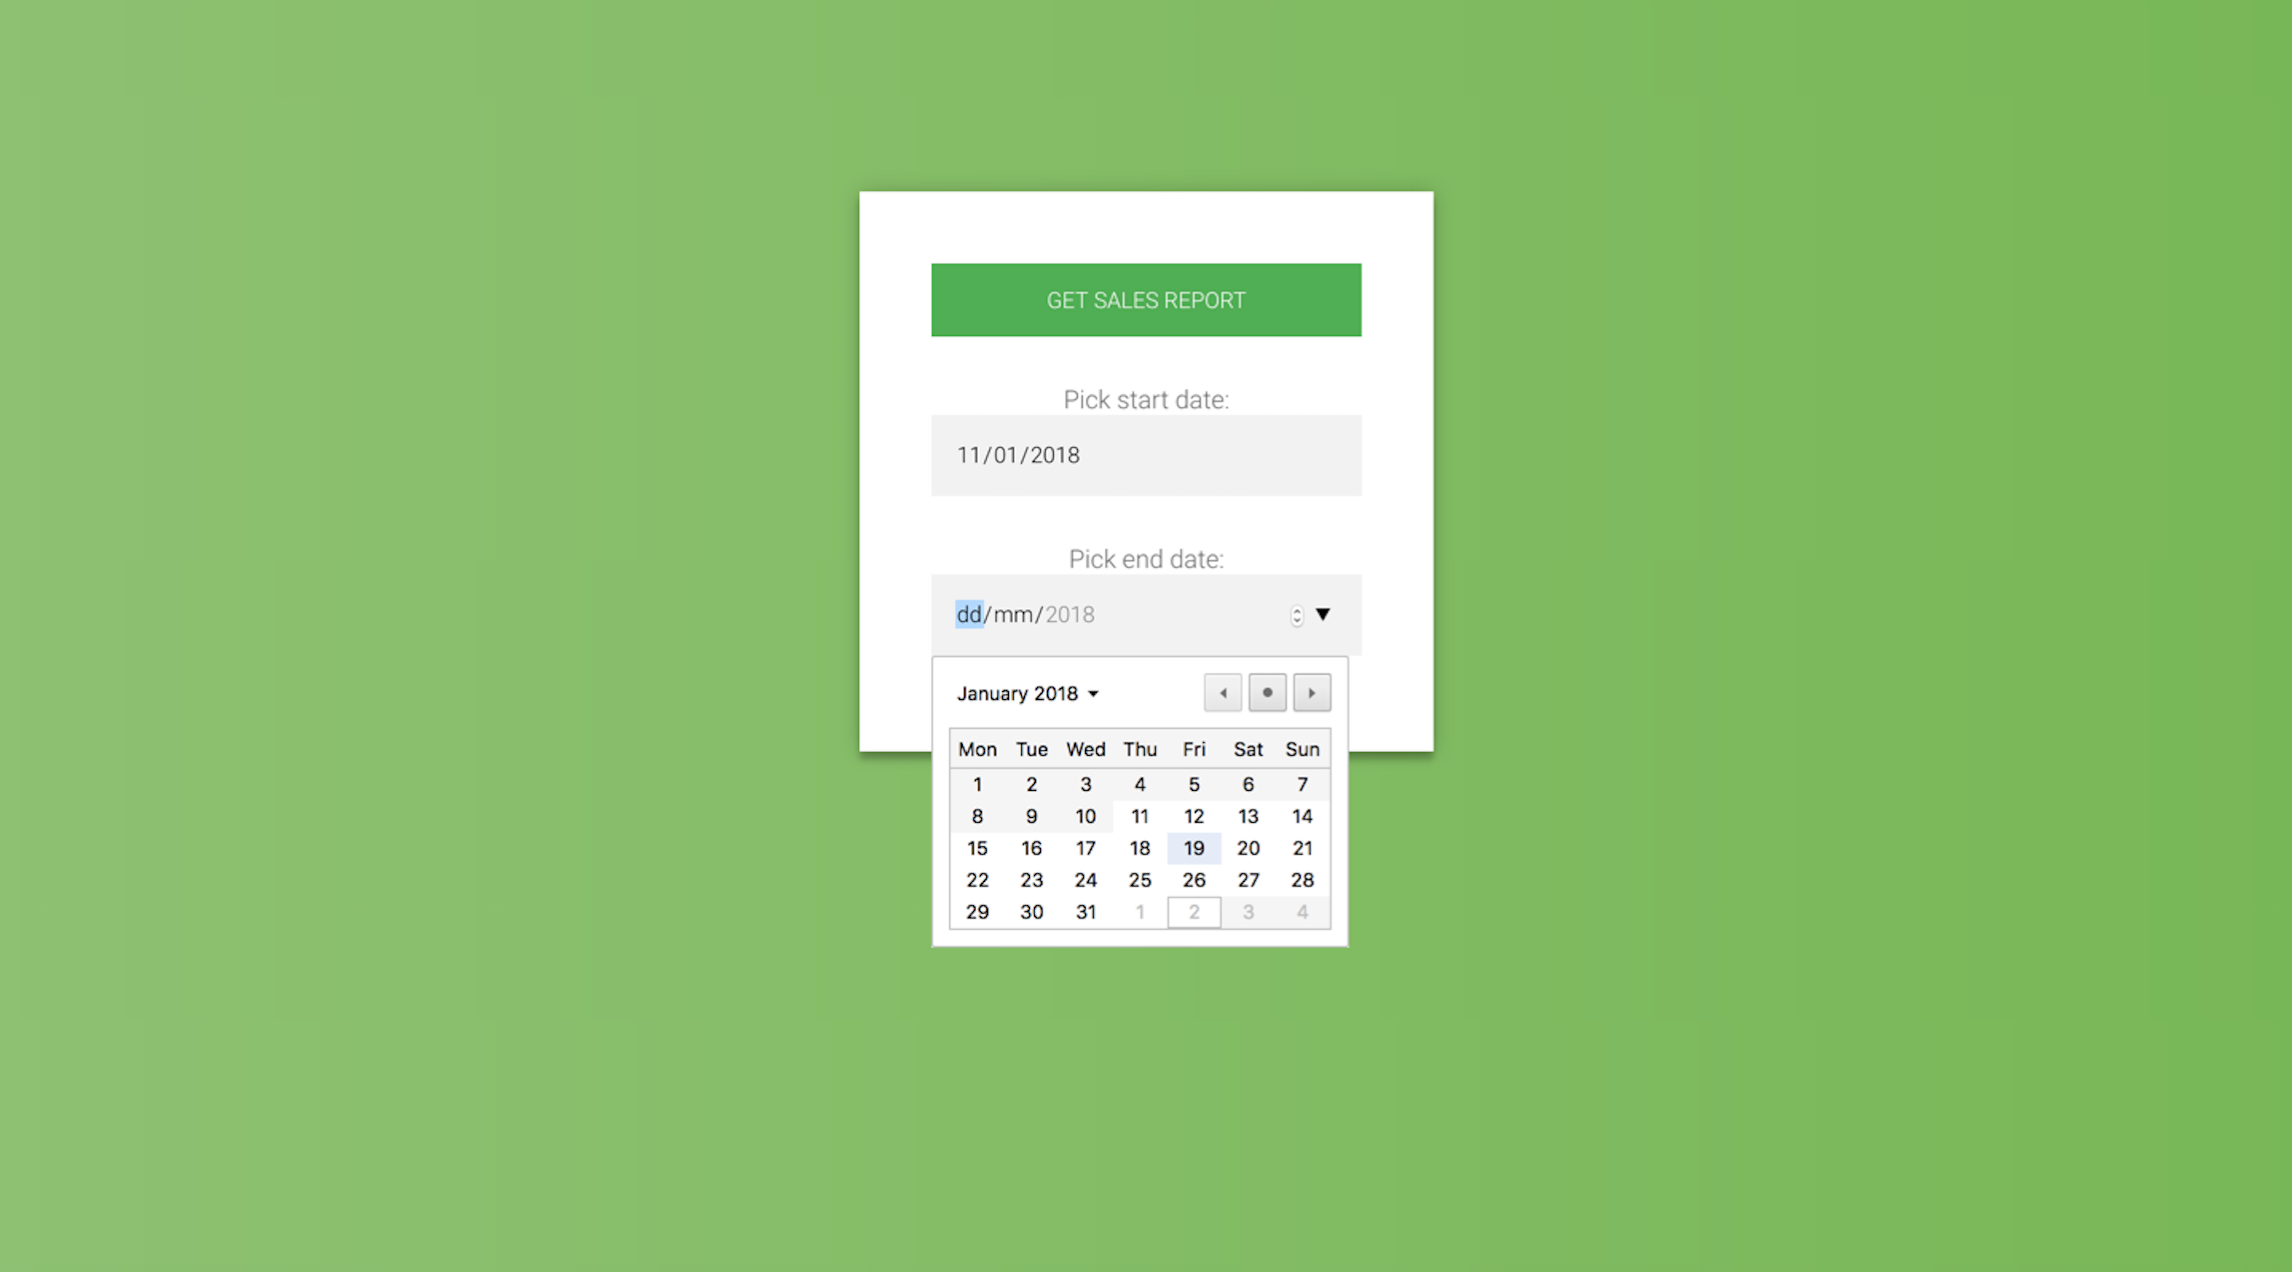 GET SALES REPORT
Pick start date:
11/01/2018
Pick end date:
dd/mm/2018
January 2018
Mon Tue Wed Thu Fri Sat Sun
1 2 3 4 5 6 7
8 9 10 11 12 13 14
15 16 17 18 19 20 21
22 23 24 25 26 27 28
29 30 31 1 2 3 4